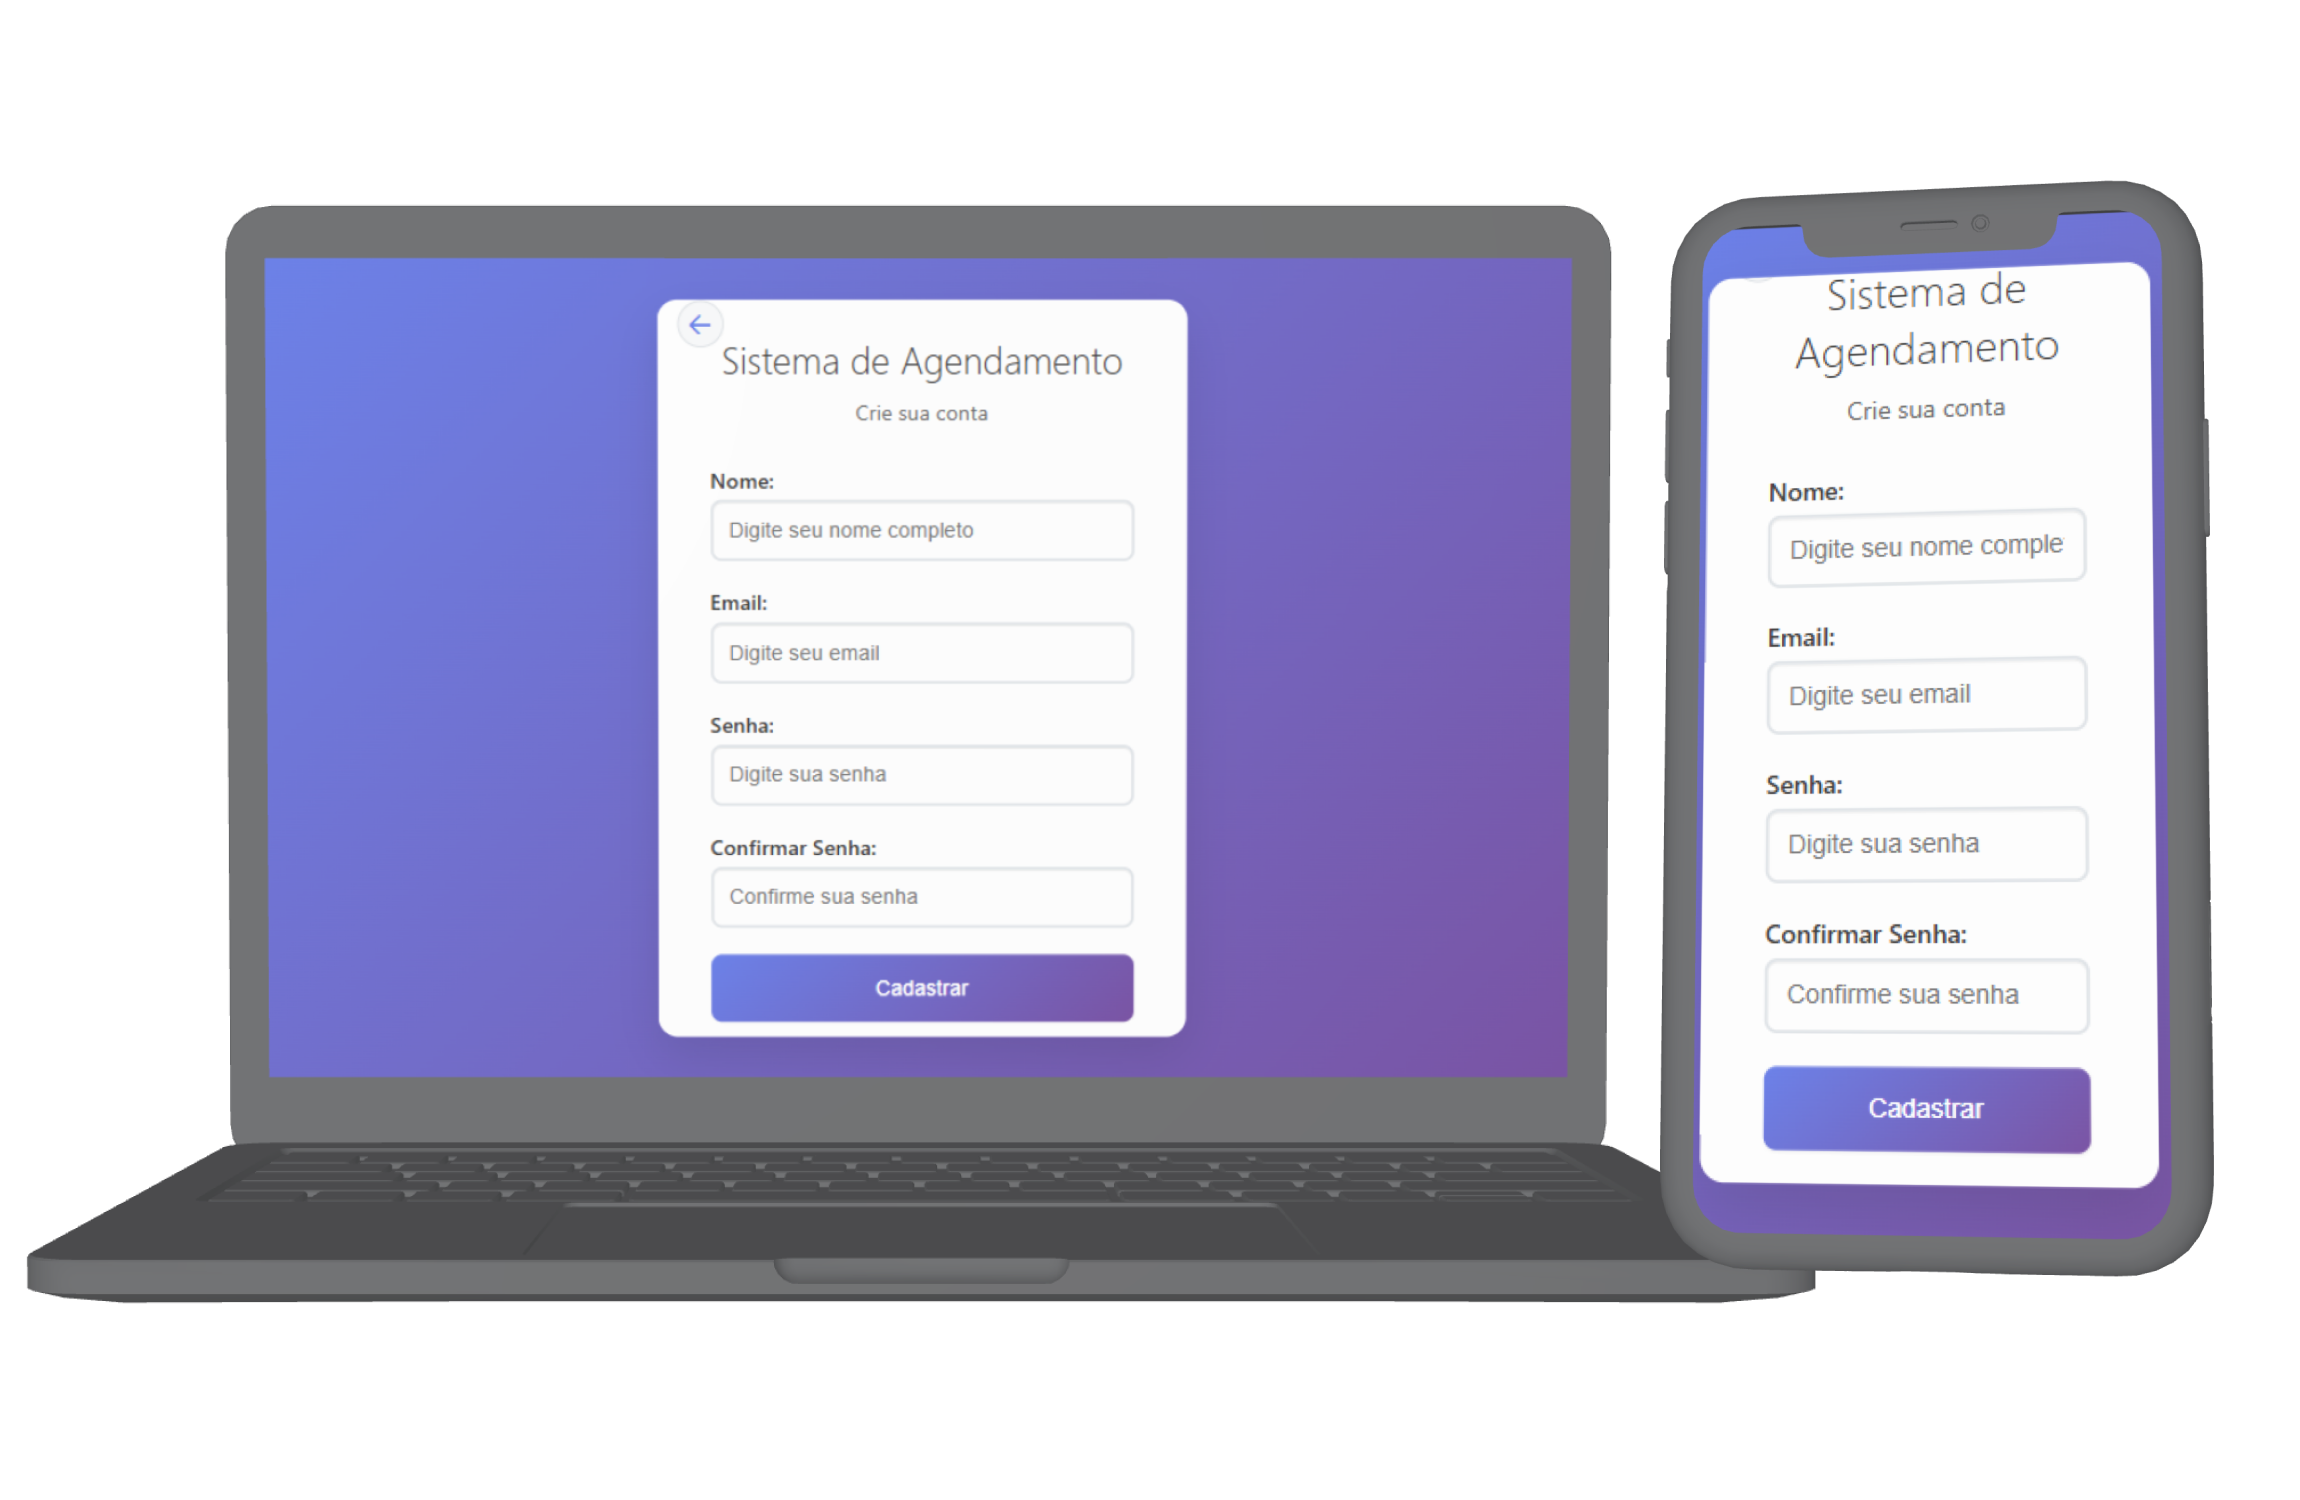 Sistema de Agendamento
Crie sua conta
Nome:
Digite seu nome completo
Email:
Digite seu email
Senha:
Digite sua senha
Confirmar Senha:
Confirme sua senha
Cadastrar
Sistema de
Agendamento
Crie sua conta
Nome:
Digite seu nome comple
Email:
Digite seu email
Senha:
Digite sua senha
Confirmar Senha:
Confirme sua senha
Cadastrar